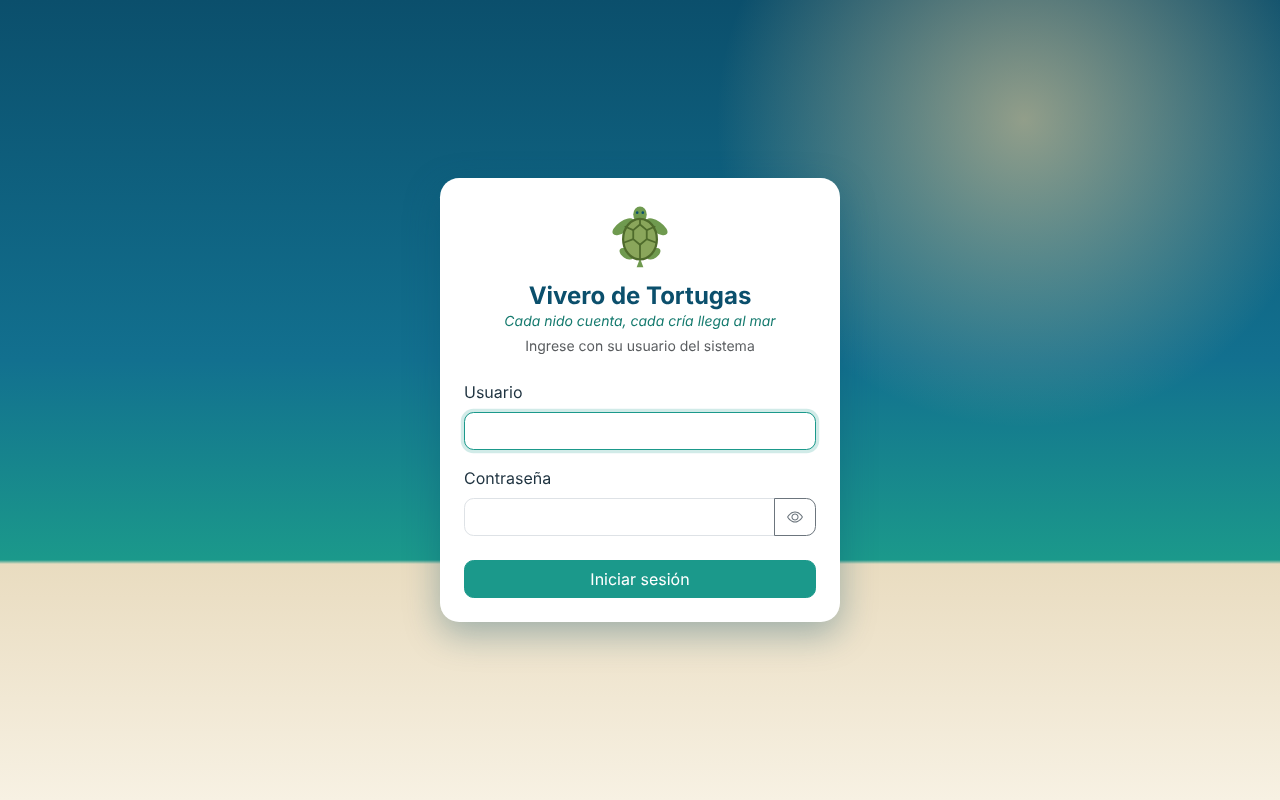 Vivero de Tortugas
Cada nido cuenta, cada cría llega al mar
Ingrese con su usuario del sistema
Usuario
Contraseña
Iniciar sesión